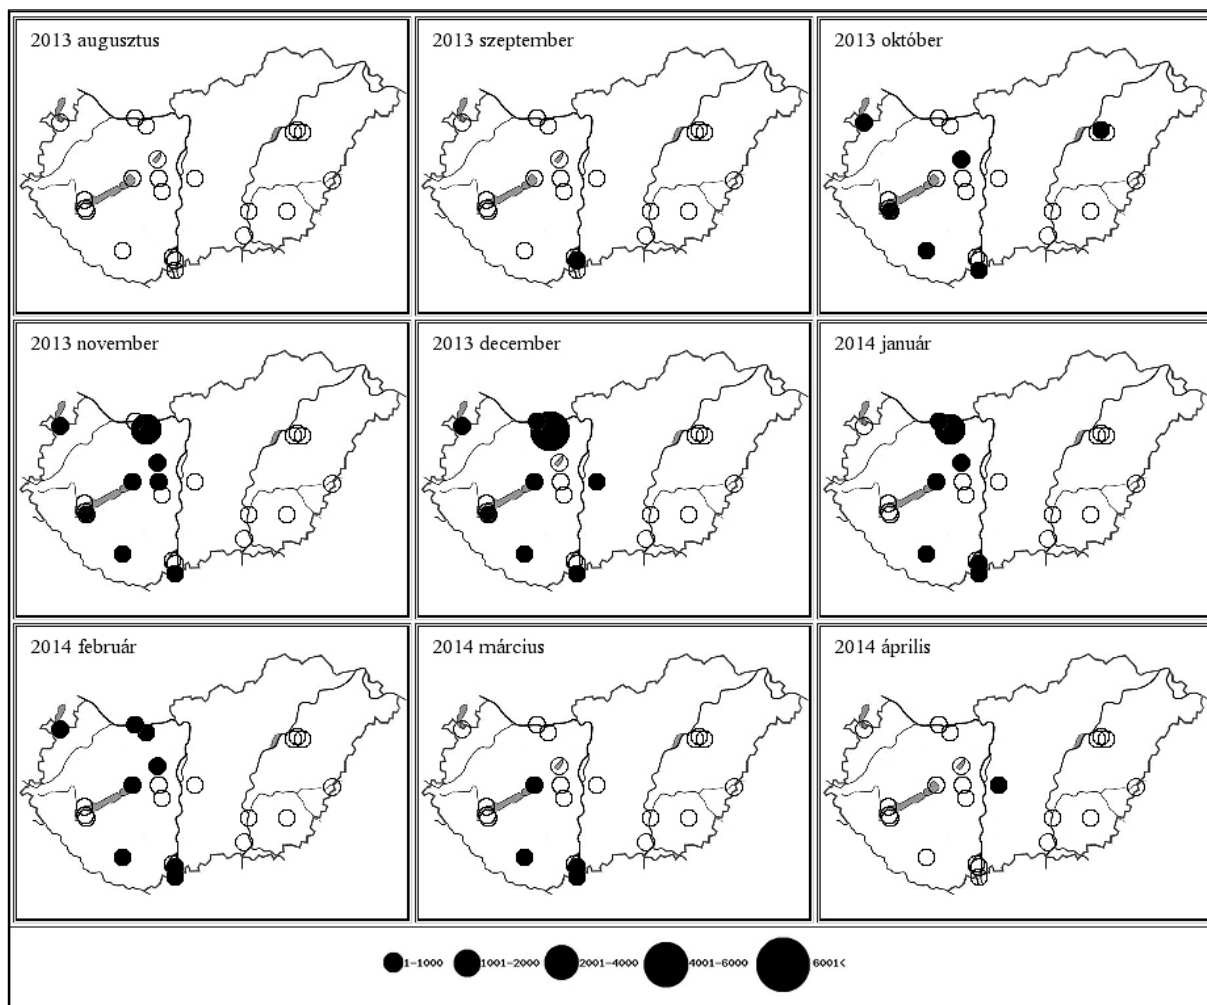 2013 augusztus
2013 szeptember
2013 október
2013 november
2013 december
2014 január
2014 február
2014 március
2014 április
1-1000 1001-2000 2001-4000 4001-6000 6001<